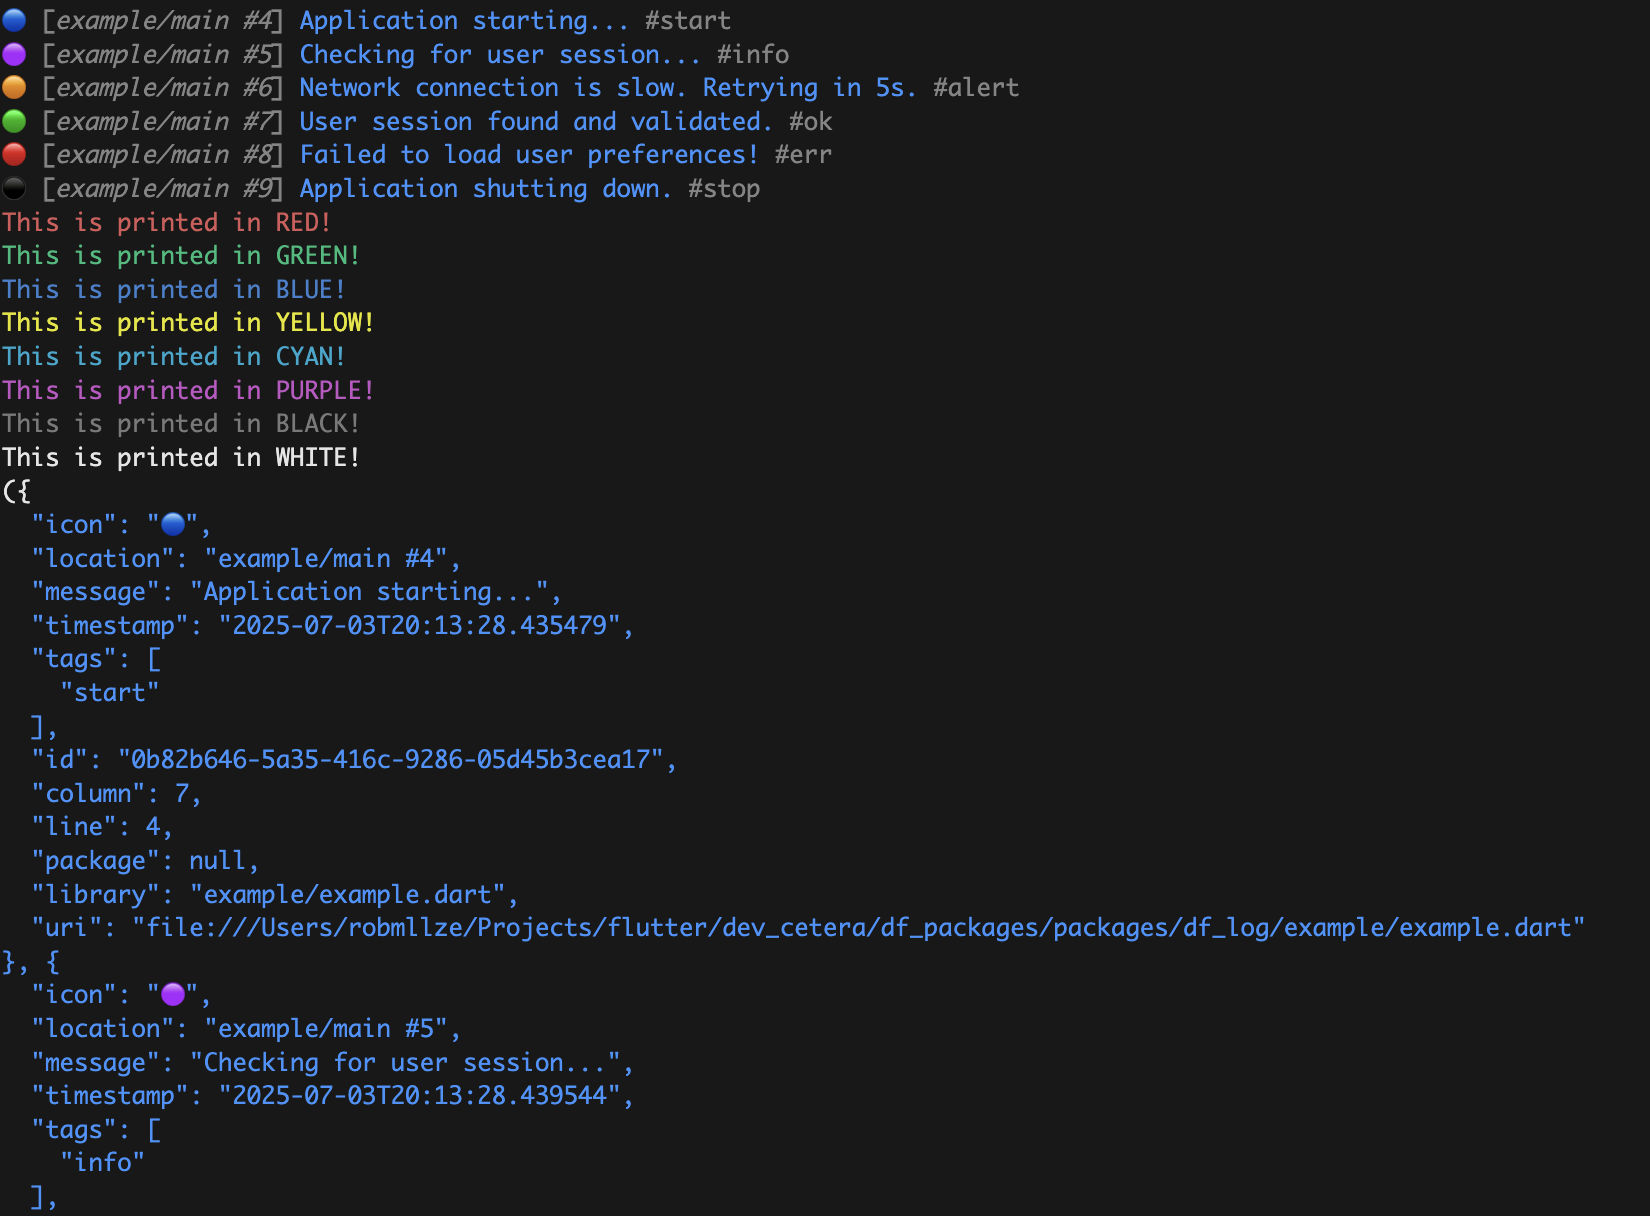 🔵 [example/main #4] Application starting... #start
🟣 [example/main #5] Checking for user session... #info
🟠 [example/main #6] Network connection is slow. Retrying in 5s. #alert
🟢 [example/main #7] User session found and validated. #ok
🔴 [example/main #8] Failed to load user preferences! #err
⚫ [example/main #9] Application shutting down. #stop
This is printed in RED!
This is printed in GREEN!
This is printed in BLUE!
This is printed in YELLOW!
This is printed in CYAN!
This is printed in PURPLE!
This is printed in BLACK!
This is printed in WHITE!
({
  "icon": "🔵",
  "location": "example/main #4",
  "message": "Application starting...",
  "timestamp": "2025-07-03T20:13:28.435479",
  "tags": [
    "start"
  ],
  "id": "0b82b646-5a35-416c-9286-05d45b3cea17",
  "column": 7,
  "line": 4,
  "package": null,
  "library": "example/example.dart",
  "uri": "file:///Users/robmllze/Projects/flutter/dev_cetera/df_packages/packages/df_log/example/example.dart"
}, {
  "icon": "🟣",
  "location": "example/main #5",
  "message": "Checking for user session...",
  "timestamp": "2025-07-03T20:13:28.439544",
  "tags": [
    "info"
  ],